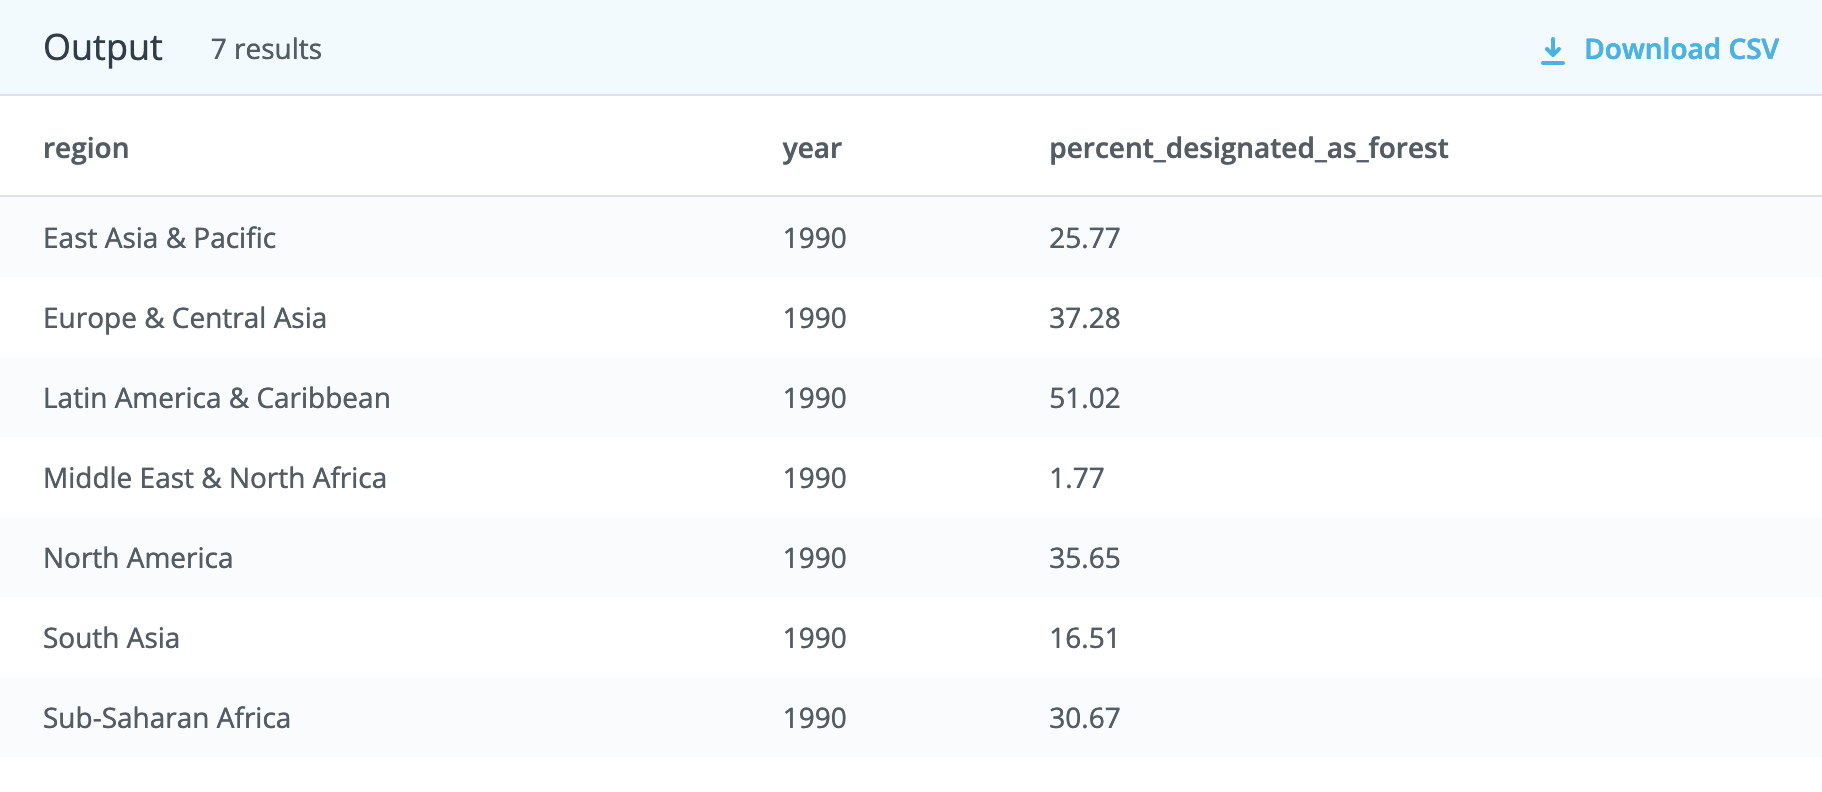 Output 7 results Download CSV
region year percent_designated_as_forest
East Asia & Pacific 1990 25.77
Europe & Central Asia 1990 37.28
Latin America & Caribbean 1990 51.02
Middle East & North Africa 1990 1.77
North America 1990 35.65
South Asia 1990 16.51
Sub-Saharan Africa 1990 30.67